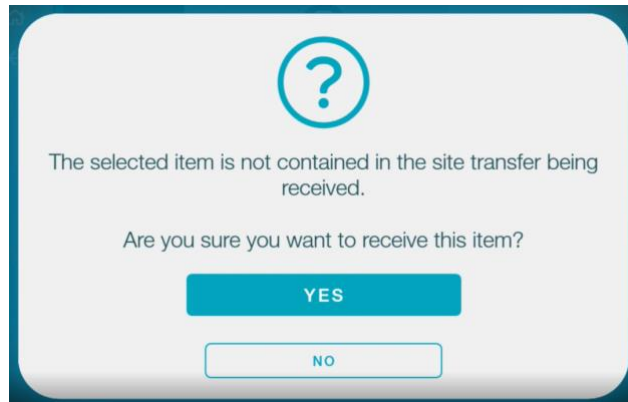 ?
The selected item is not contained in the site transfer being
received.
Are you sure you want to receive this item?
YES
NO